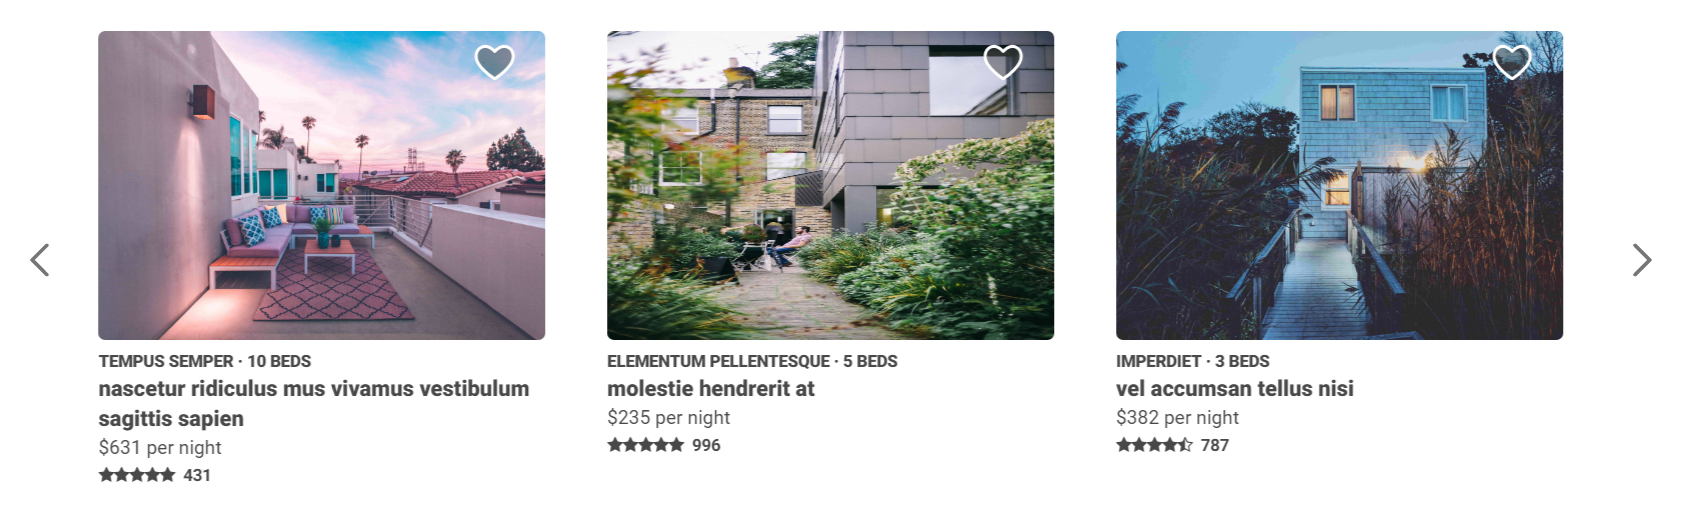 TEMPUS SEMPER · 10 BEDS
nascetur ridiculus mus vivamus vestibulum
sagittis sapien
$631 per night
431
ELEMENTUM PELLENTESQUE · 5 BEDS
molestie hendrerit at
$235 per night
996
IMPERDIET · 3 BEDS
vel accumsan tellus nisi
$382 per night
787